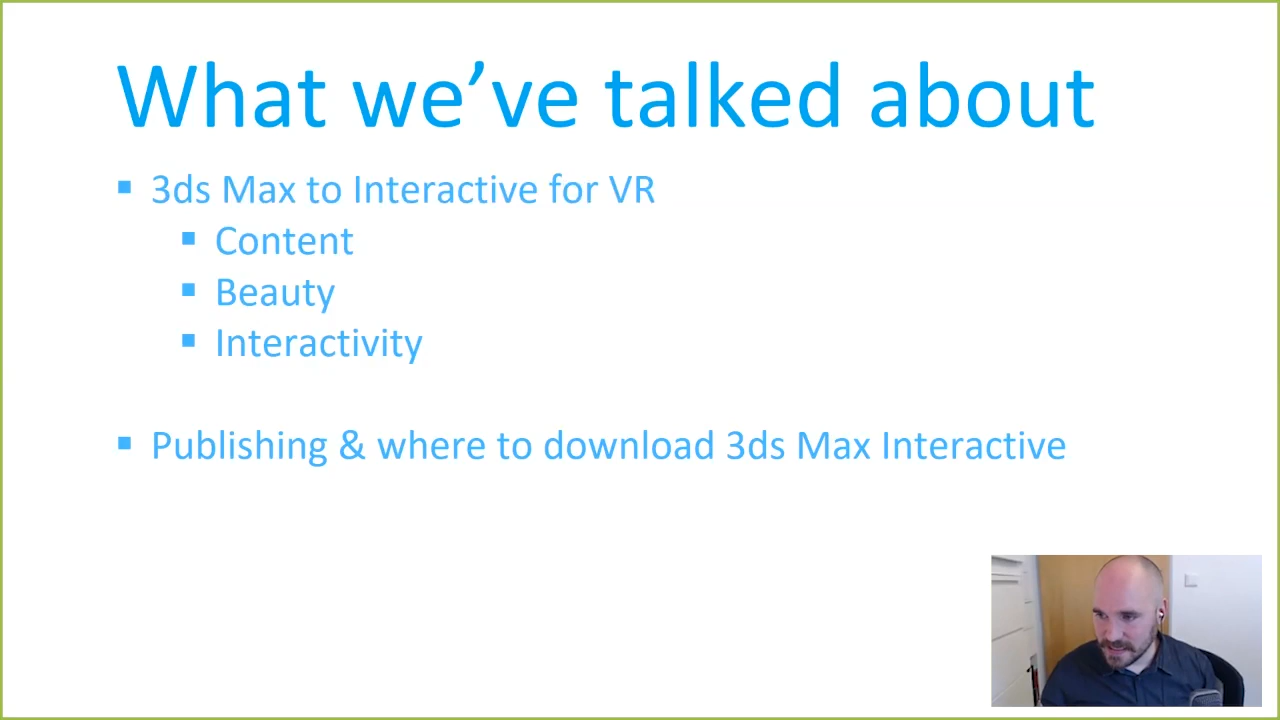 What we’ve talked about
▪ 3ds Max to Interactive for VR
▪ Content
▪ Beauty
▪ Interactivity
▪ Publishing & where to download 3ds Max Interactive